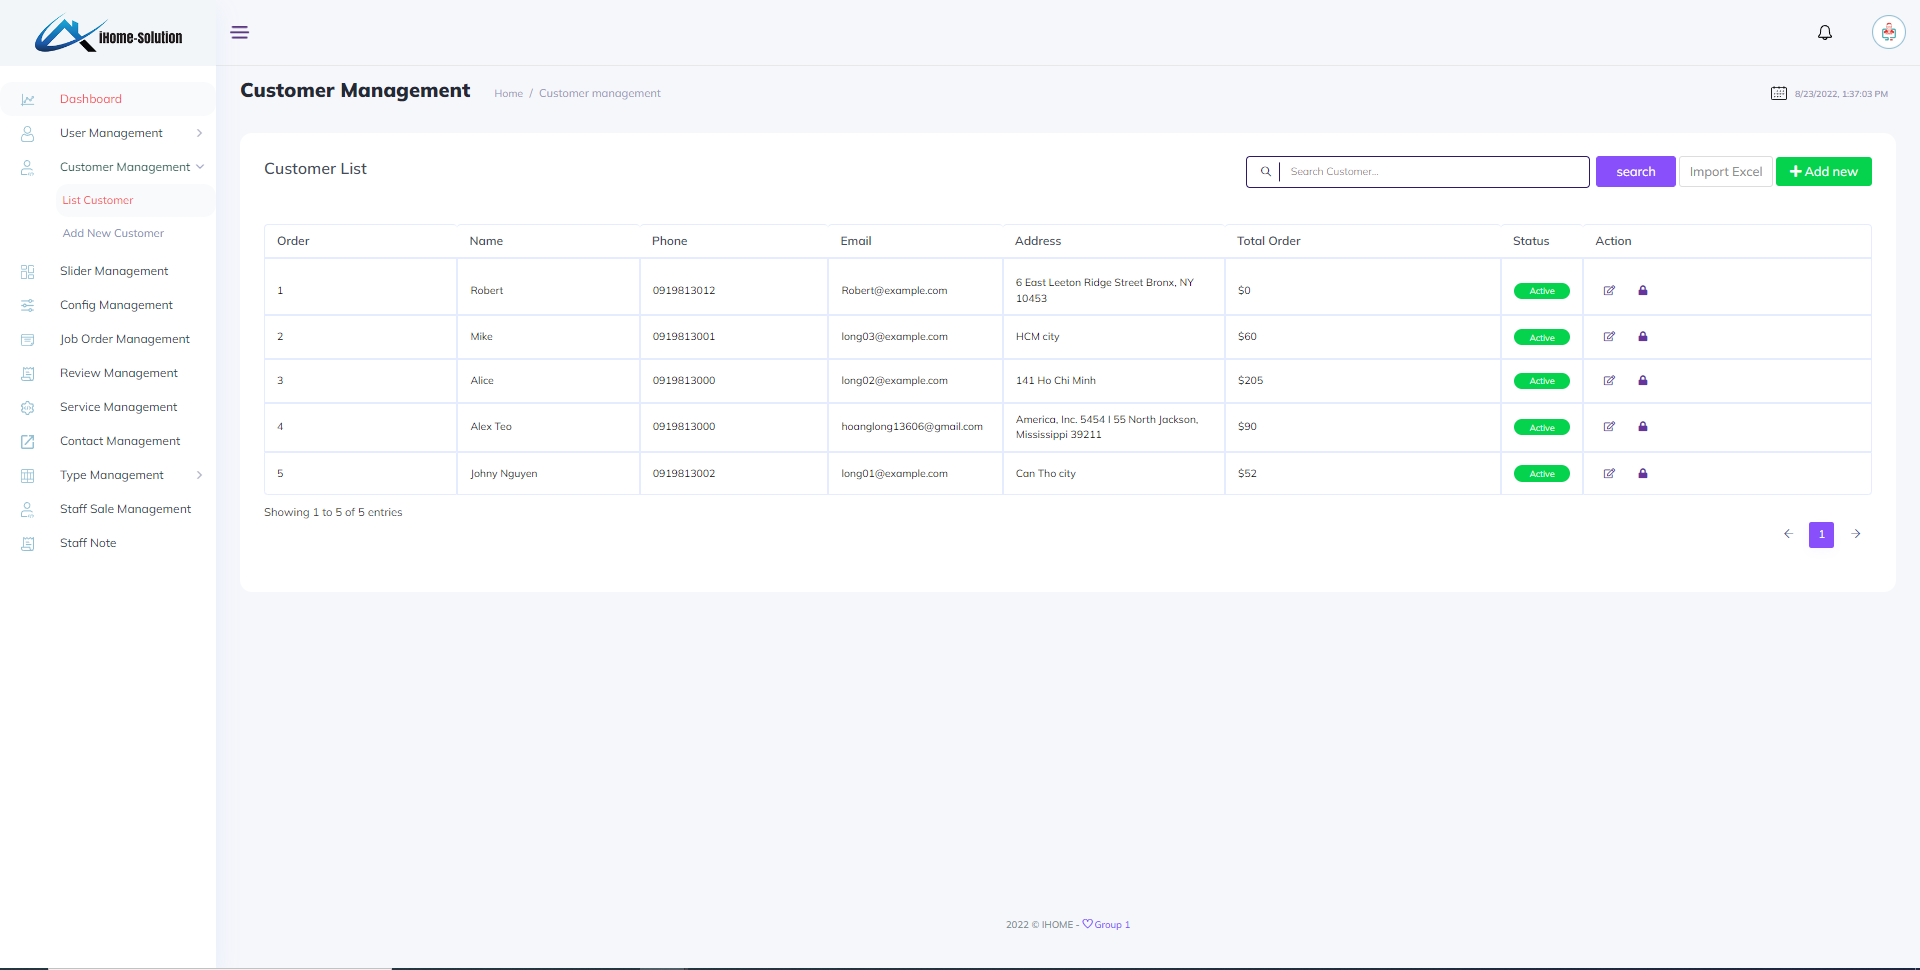 iHome-Solution
Dashboard
User Management
Customer Management
List Customer
Add New Customer
Slider Management
Config Management
Job Order Management
Review Management
Service Management
Contact Management
Type Management
Staff Sale Management
Staff Note
Customer Management
Home / Customer management
8/23/2022, 1:37:03 PM
Customer List
Search Customer...
search
Import Excel
Add new
Order Name Phone Email Address Total Order Status Action
1 Robert 0919813012 Robert@example.com 6 East Leeton Ridge Street Bronx, NY $0 Active
10453
2 Mike 0919813001 long03@example.com HCM city $60 Active
3 Alice 0919813000 long02@example.com 141 Ho Chi Minh $205 Active
4 Alex Teo 0919813000 hoanglong13606@gmail.com America, Inc. 5454 I 55 North Jackson, $90 Active
Mississippi 39211
5 Johny Nguyen 0919813002 long01@example.com Can Tho city $52 Active
Showing 1 to 5 of 5 entries
← 1 →
2022 © IHOME - ♡ Group 1